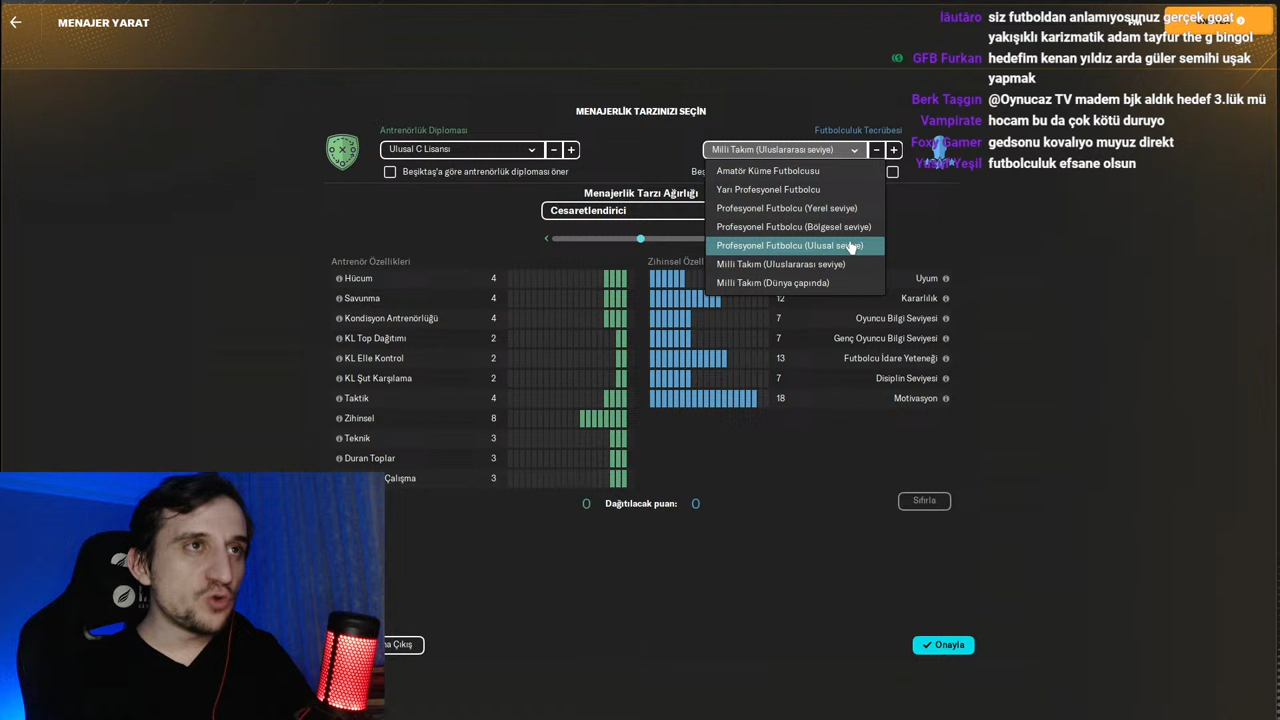 MENAJER YARAT
lâutâro siz futboldan anlamıyosunuz gerçek goat
yakışıklı karizmatik adam tayfur the g bingol
GFB Furkan hedefim kenan yıldız arda güler semihi uşak
yapmak
Berk Taşgın @Oynucaz TV madem bjk aldık hedef 3.lük mü
Vampirate hocam bu da çok kötü duruyo
Foxy Gamer gedsonu kovalıyo muyuz direkt
Yusuf Yeşil futbolculuk efsane olsun
MENAJERLİK TARZINIZI SEÇİN
Antrenörlük Diploması
Ulusal C Lisansı
Beşiktaş'a göre antrenörlük diploması öner
Futbolculuk Tecrübesi
Milli Takım (Uluslararası seviye)
Amatör Küme Futbolcusu
Yarı Profesyonel Futbolcu
Profesyonel Futbolcu (Yerel seviye)
Profesyonel Futbolcu (Bölgesel seviye)
Profesyonel Futbolcu (Ulusal seviye)
Milli Takım (Uluslararası seviye)
Milli Takım (Dünya çapında)
Menajerlik Tarzı Ağırlığı
Cesaretlendirici
Antrenör Özellikleri
Hücum 4
Savunma 4
Kondisyon Antrenörlüğü 4
KL Top Dağıtımı 2
KL Elle Kontrol 2
KL Şut Karşılama 2
Taktik 4
Zihinsel 8
Teknik 3
Duran Toplar 3
Çalışma 3
Zihinsel Özell
Uyum
12 Kararlılık
7 Oyuncu Bilgi Seviyesi
7 Genç Oyuncu Bilgi Seviyesi
13 Futbolcu İdare Yeteneği
7 Disiplin Seviyesi
18 Motivasyon
0 Dağıtılacak puan: 0
Sıfırla
Çıkış
Onayla